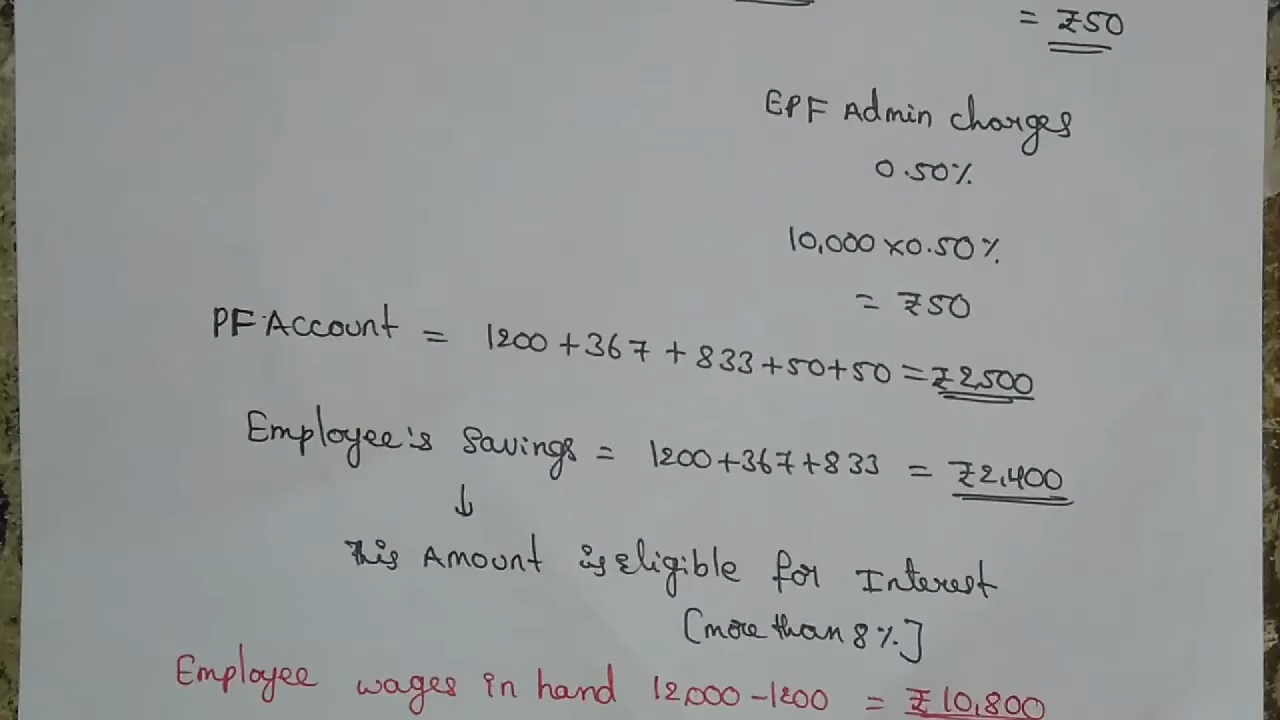 = ₹50
EPF Admin charges
0.50%
10,000 x0.50%
= ₹50
PF Account = 1200 +367 + 833+50+50 = ₹2,500
Employee's Savings = 1200+367+833 = ₹2,400
↓
This Amount is eligible for Interest
[more than 8%]
Employee wages in hand 12,000 -1200 = ₹10,800